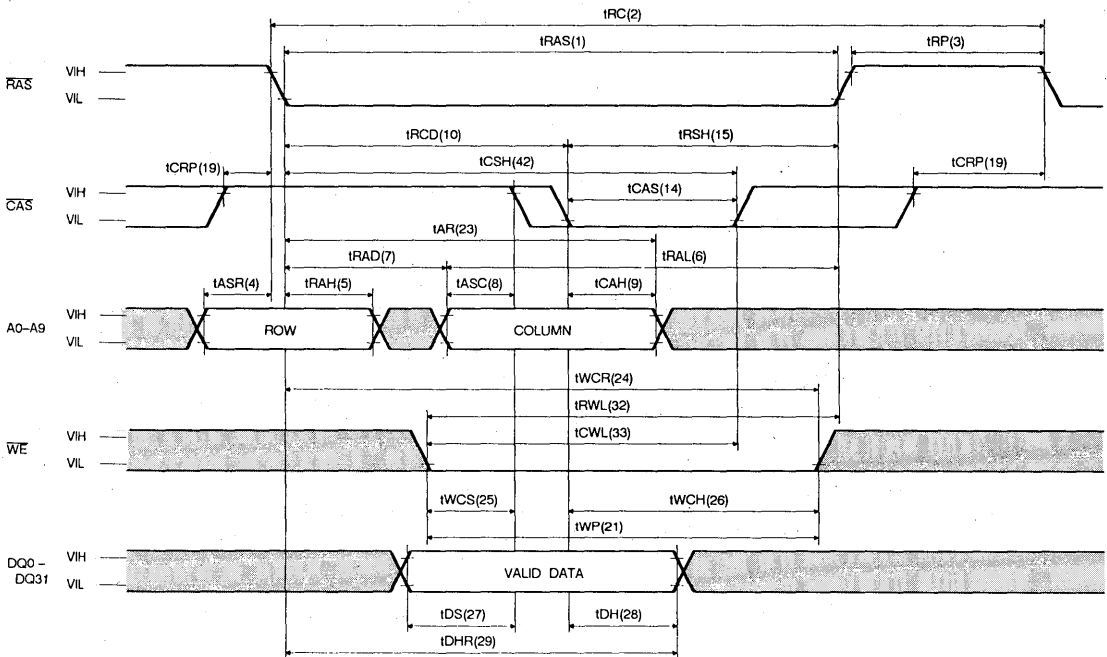 tRC(2)
tRAS(1) tRP(3)
RAS VIH
VIL
tRCD(10) tRSH(15)
tCRP(19) tCSH(42) tCRP(19)
CAS VIH tCAS(14)
VIL
tAR(23)
tRAD(7) tRAL(6)
tASR(4) tRAH(5) tASC(8) tCAH(9)
A0-A9 VIH
ROW COLUMN
VIL
tWCR(24)
tRWL(32)
WE VIH tCWL(33)
VIL
tWCS(25) tWCH(26)
tWP(21)
DQ0 - VIH
DQ31 VIL VALID DATA
tDS(27) tDH(28)
tDHR(29)